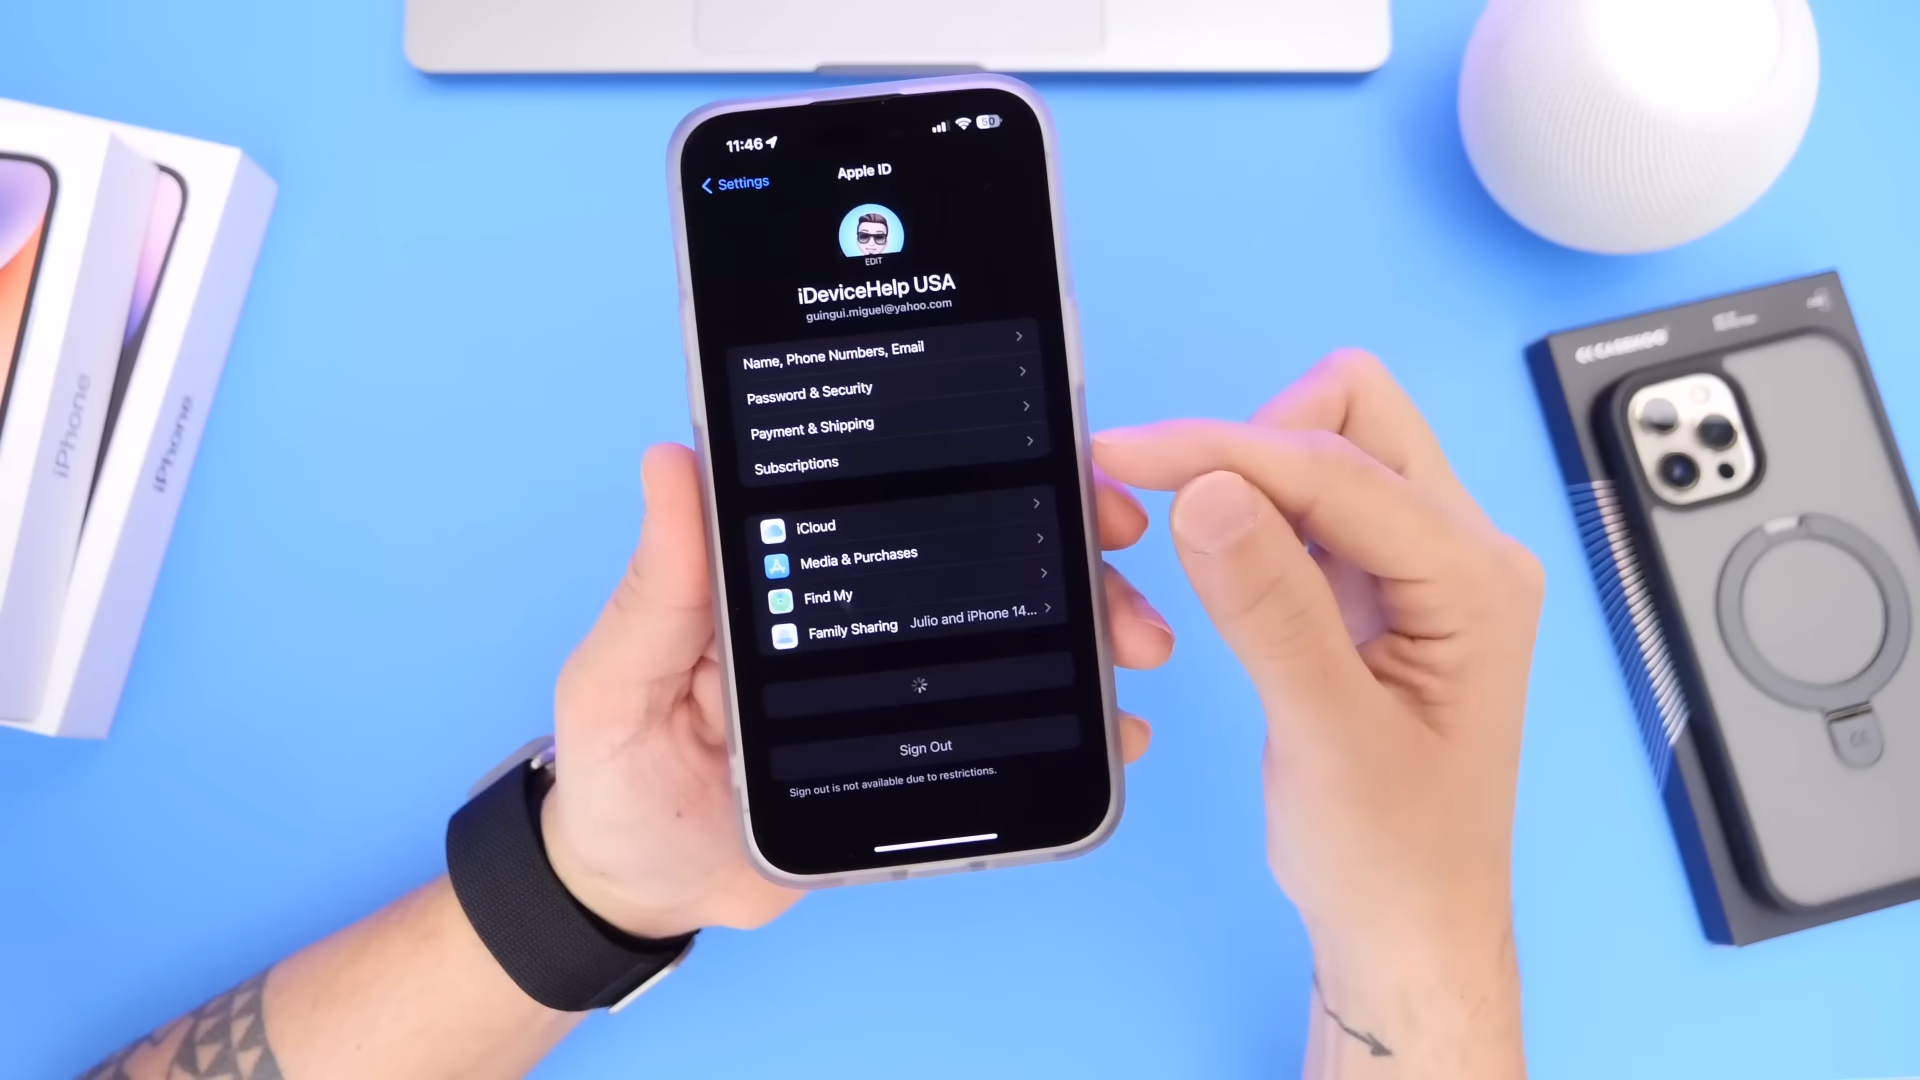 11:46
50
Settings
Apple ID
EDIT
iDeviceHelp USA
guingui.miguel@yahoo.com
Name, Phone Numbers, Email
Password & Security
Payment & Shipping
Subscriptions
iCloud
Media & Purchases
Find My
Family Sharing Julio and iPhone 14...
Sign Out
Sign out is not available due to restrictions.
iPhone
iPhone
CASEKOO